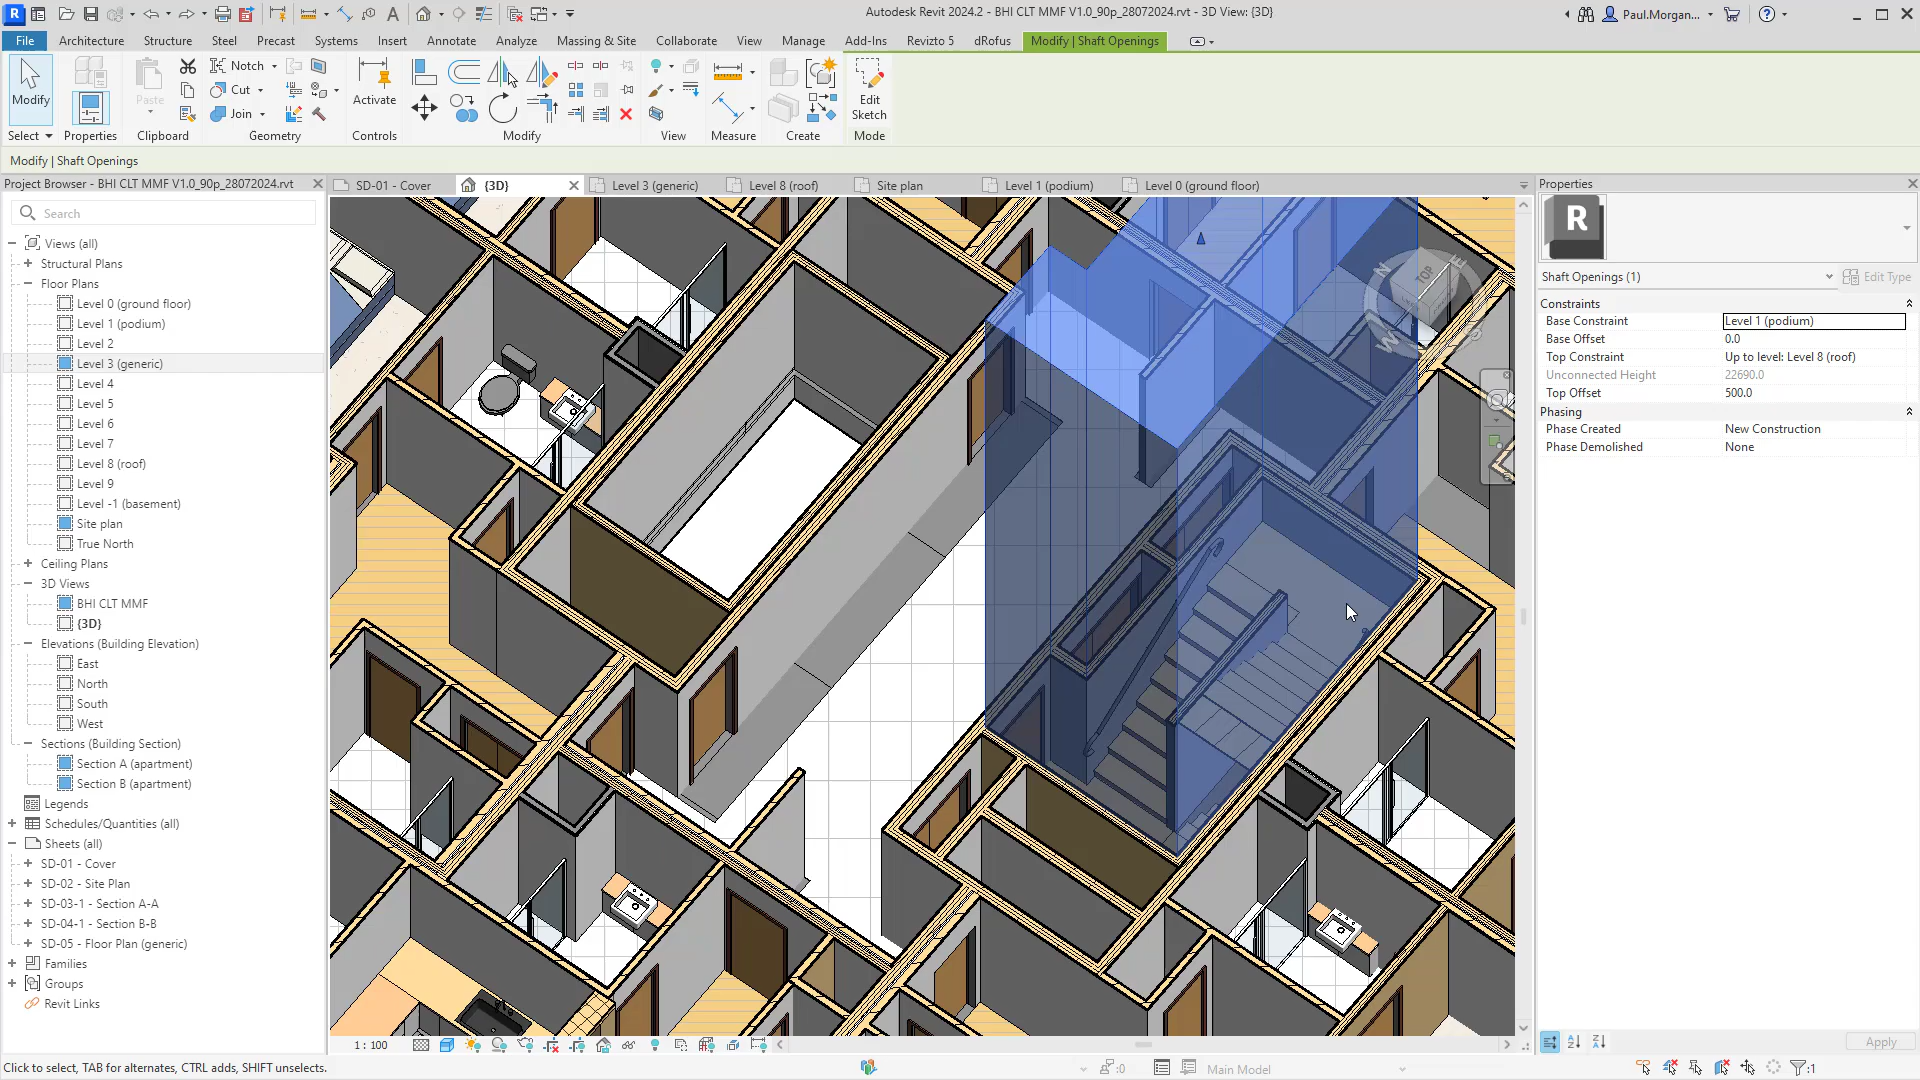 Autodesk Revit 2024.2 - BHI CLT MMF V1.0_90p_28072024.rvt - 3D View: {3D}
Paul.Morgan...
File Architecture Structure Steel Precast Systems Insert Annotate Analyze Massing & Site Collaborate View Manage Add-Ins Revizto 5 dRofus Modify | Shaft Openings
Modify
Paste
Notch
Cut
Join
Activate
Edit
Sketch
Select Properties Clipboard Geometry Controls Modify View Measure Create Mode
Modify | Shaft Openings
Project Browser - BHI CLT MMF V1.0_90p_28072024.rvt
SD-01 - Cover {3D} Level 3 (generic) Level 8 (roof) Site plan Level 1 (podium) Level 0 (ground floor)
Search
Views (all)
Structural Plans
Floor Plans
Level 0 (ground floor)
Level 1 (podium)
Level 2
Level 3 (generic)
Level 4
Level 5
Level 6
Level 7
Level 8 (roof)
Level 9
Level -1 (basement)
Site plan
True North
Ceiling Plans
3D Views
BHI CLT MMF
{3D}
Elevations (Building Elevation)
East
North
South
West
Sections (Building Section)
Section A (apartment)
Section B (apartment)
Legends
Schedules/Quantities (all)
Sheets (all)
SD-01 - Cover
SD-02 - Site Plan
SD-03-1 - Section A-A
SD-04-1 - Section B-B
SD-05 - Floor Plan (generic)
Families
Groups
Revit Links
N
E
TOP
W
S
1 : 100
Properties
R
Shaft Openings (1)
Edit Type
Constraints
Base Constraint Level 1 (podium)
Base Offset 0.0
Top Constraint Up to level: Level 8 (roof)
Unconnected Height 22690.0
Top Offset 500.0
Phasing
Phase Created New Construction
Phase Demolished None
Apply
Click to select, TAB for alternates, CTRL adds, SHIFT unselects.
:0
Main Model
:1